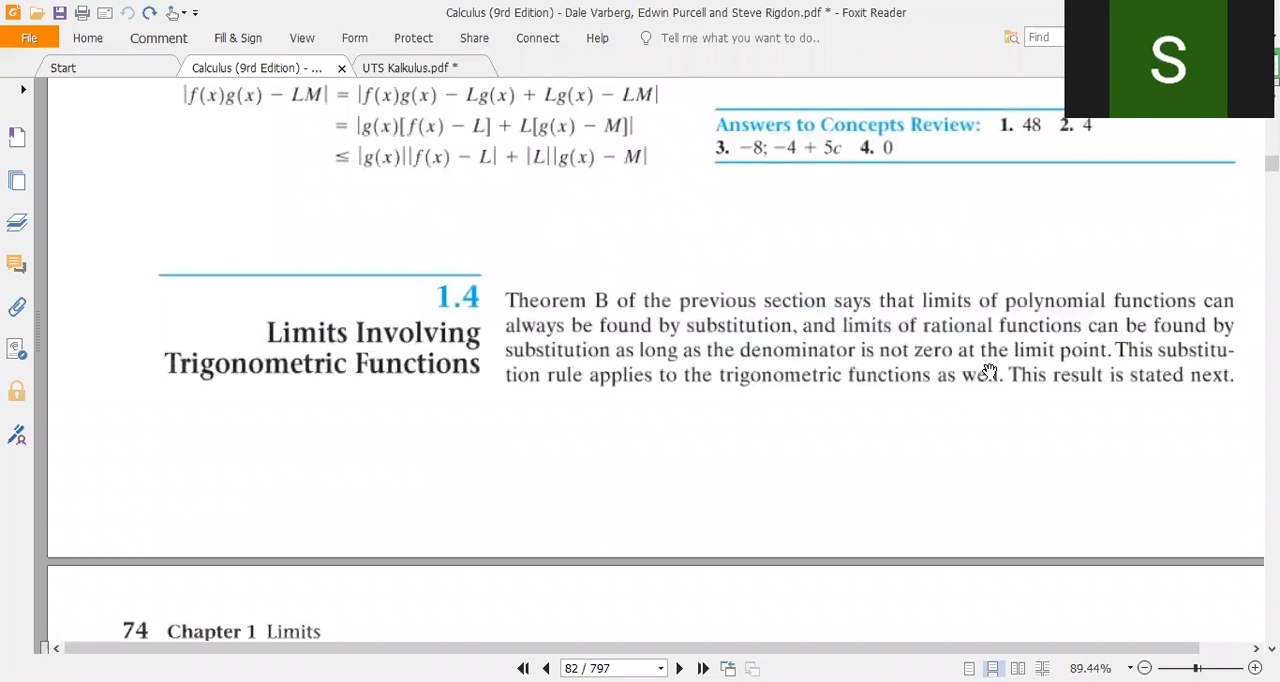 Calculus (9rd Edition) - Dale Varberg, Edwin Purcell and Steve Rigdon.pdf * - Foxit Reader
File Home Comment Fill & Sign View Form Protect Share Connect Help Tell me what you want to do.. Find
S
Start Calculus (9rd Edition) - ... UTS Kalkulus.pdf *
|f(x)g(x) − LM| = |f(x)g(x) − Lg(x) + Lg(x) − LM|
= |g(x)[f(x) − L] + L[g(x) − M]|
≤ |g(x)||f(x) − L| + |L||g(x) − M|
Answers to Concepts Review: 1. 48 2. 4
3. −8; −4 + 5c 4. 0
1.4
Limits Involving
Trigonometric Functions
Theorem B of the previous section says that limits of polynomial functions can
always be found by substitution, and limits of rational functions can be found by
substitution as long as the denominator is not zero at the limit point. This substitu-
tion rule applies to the trigonometric functions as well. This result is stated next.
74 Chapter 1 Limits
82 / 797 89.44%